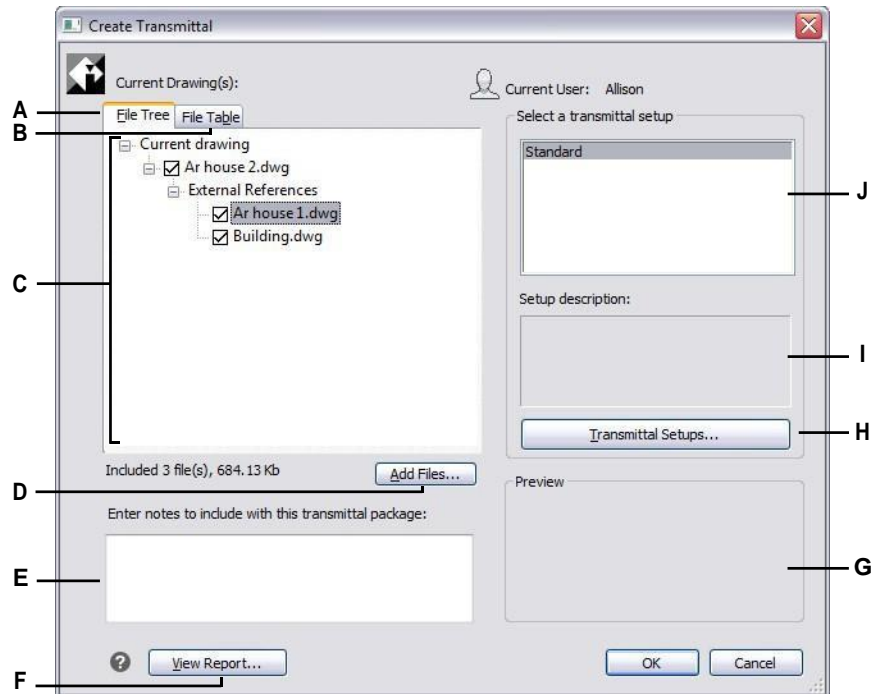 Create Transmittal
Current Drawing(s):
Current User: Allison
A
File Tree
File Table
B
Select a transmittal setup
Current drawing
Ar house 2.dwg
External References
Ar house 1.dwg
Building.dwg
C
Standard
J
Setup description:
I
Transmittal Setups...
H
Included 3 file(s), 684.13 Kb
Add Files...
D
Preview
Enter notes to include with this transmittal package:
E
G
?
View Report...
OK
Cancel
F